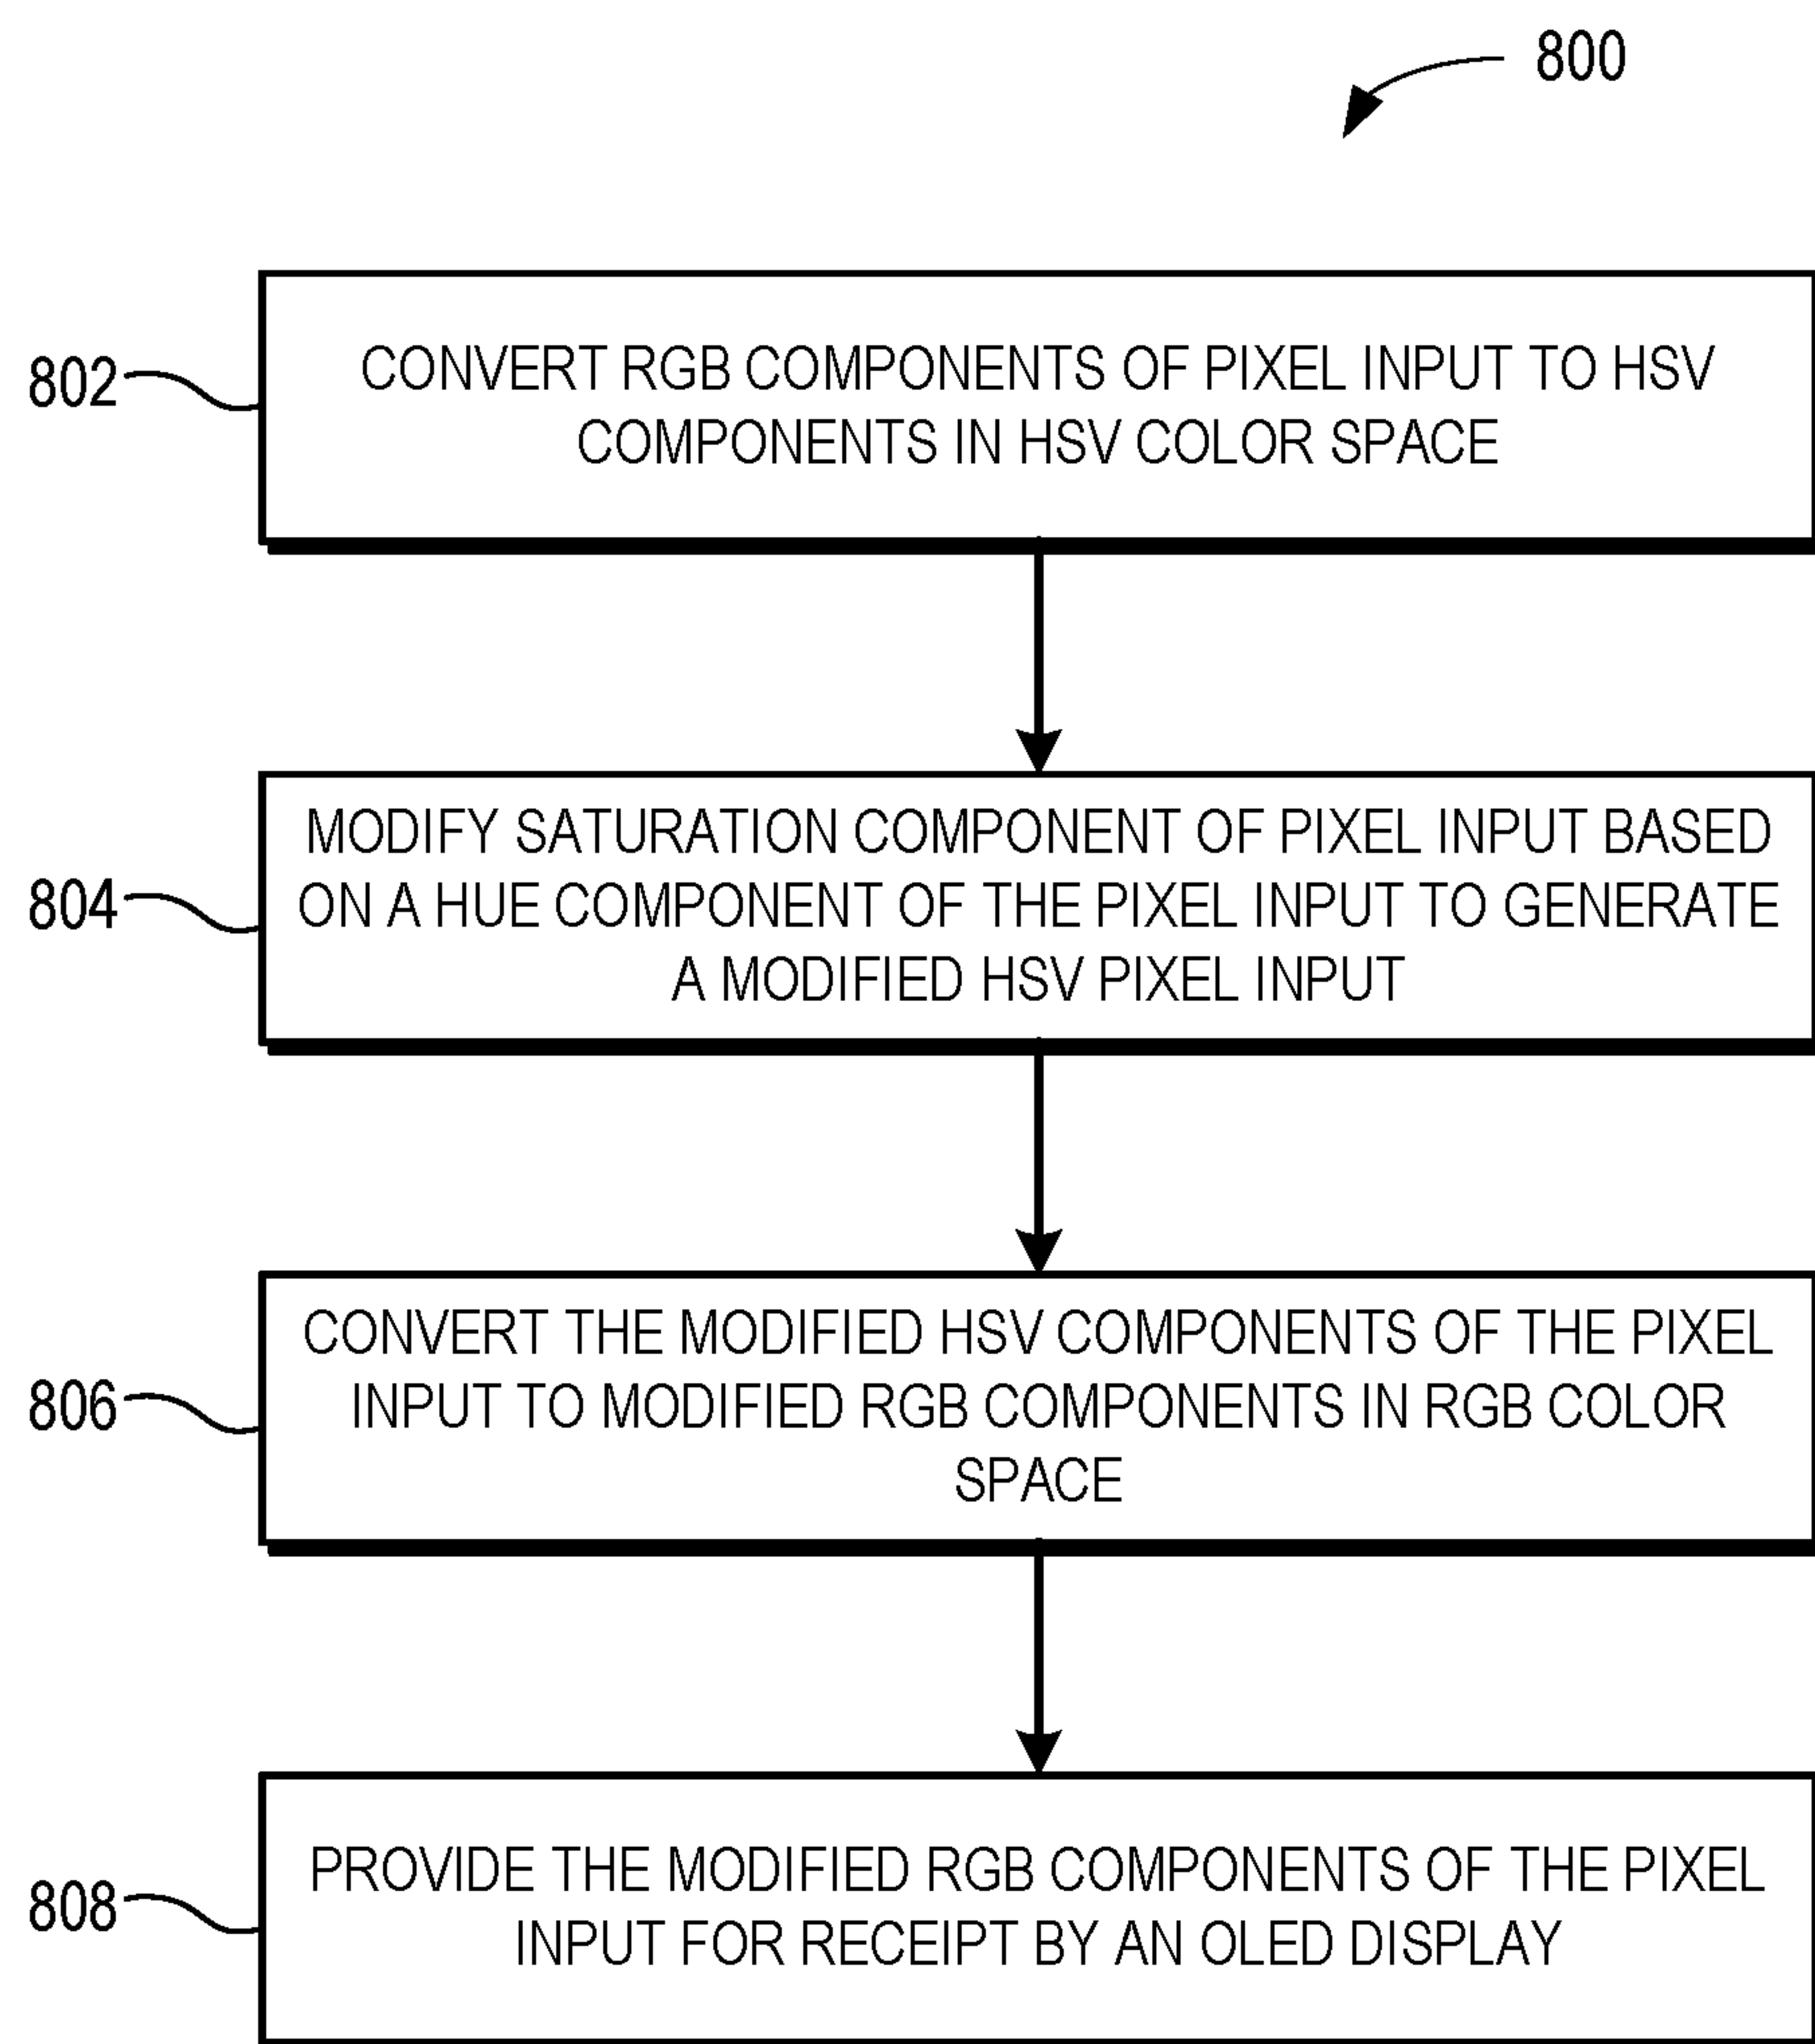 800
802
CONVERT RGB COMPONENTS OF PIXEL INPUT TO HSV
COMPONENTS IN HSV COLOR SPACE
804
MODIFY SATURATION COMPONENT OF PIXEL INPUT BASED
ON A HUE COMPONENT OF THE PIXEL INPUT TO GENERATE
A MODIFIED HSV PIXEL INPUT
806
CONVERT THE MODIFIED HSV COMPONENTS OF THE PIXEL
INPUT TO MODIFIED RGB COMPONENTS IN RGB COLOR
SPACE
808
PROVIDE THE MODIFIED RGB COMPONENTS OF THE PIXEL
INPUT FOR RECEIPT BY AN OLED DISPLAY